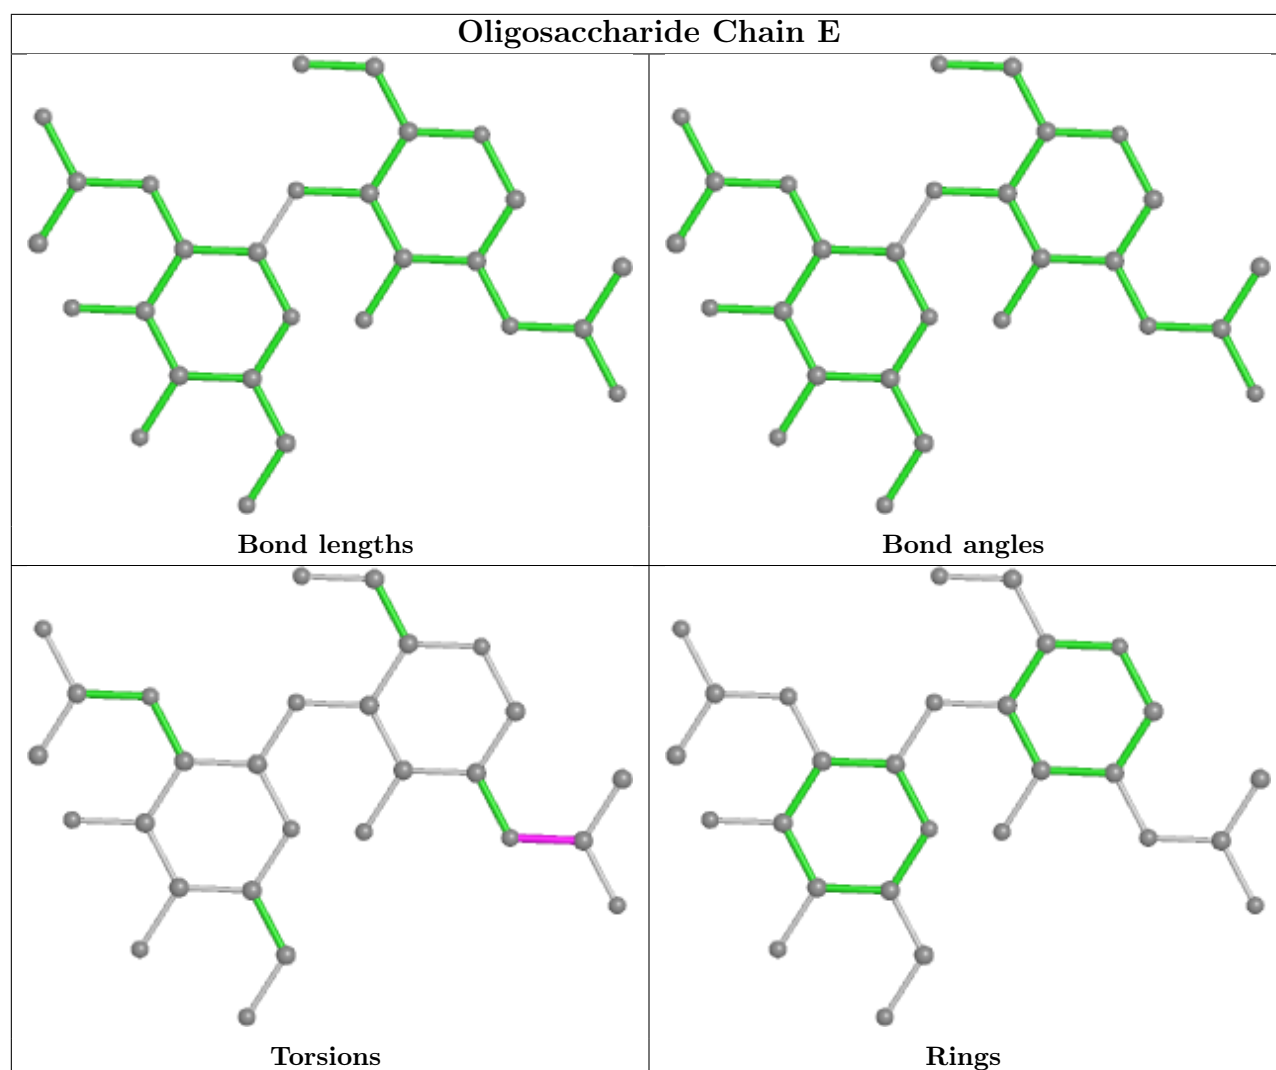 Oligosaccharide Chain E
Bond lengths
Bond angles
Torsions
Rings